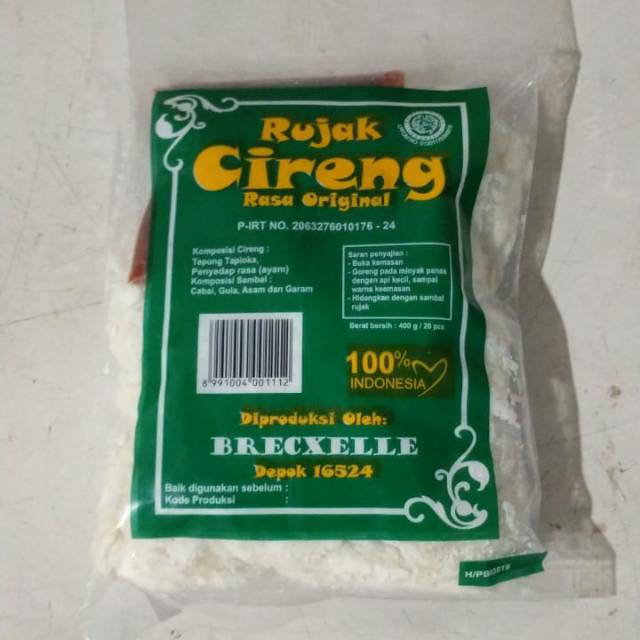 Rujak
Cireng
Rasa Original
P-IRT NO. 2063276010176 - 24
Komposisi Cireng :
Tepung Tapioka,
Penyedap rasa (ayam)
Komposisi Sambal :
Cabai, Gula, Asam dan Garam
Saran penyajian :
- Buka kemasan
- Goreng pada minyak panas
dengan api kecil, sampai
warna keemasan
- Hidangkan dengan sambal
rujak
Berat bersih : 400 g / 20 pcs
8 991004 001112
100%
INDONESIA
Diproduksi Oleh:
BRECXELLE
Depok 16524
Baik digunakan sebelum :
Kode Produksi :